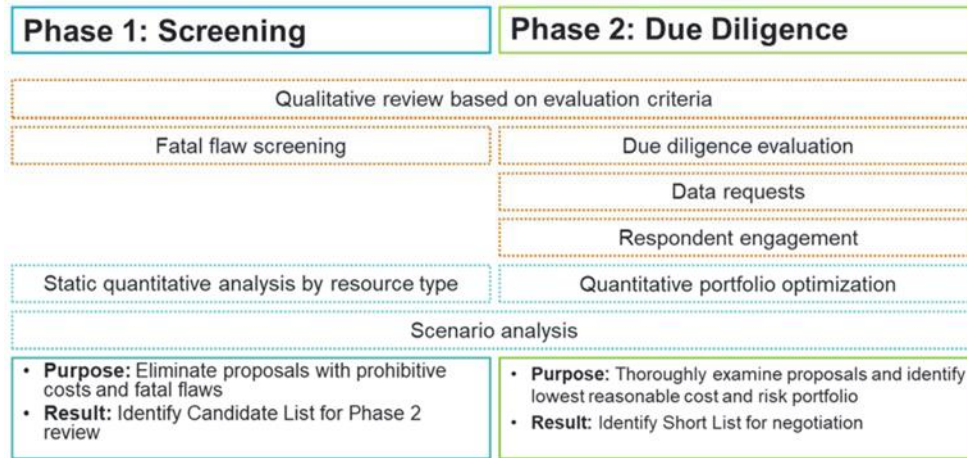 Phase 1: Screening
Phase 2: Due Diligence
Qualitative review based on evaluation criteria
Fatal flaw screening
Due diligence evaluation
Data requests
Respondent engagement
Static quantitative analysis by resource type
Quantitative portfolio optimization
Scenario analysis
• Purpose: Eliminate proposals with prohibitive
costs and fatal flaws
• Result: Identify Candidate List for Phase 2
review
• Purpose: Thoroughly examine proposals and identify
lowest reasonable cost and risk portfolio
• Result: Identify Short List for negotiation